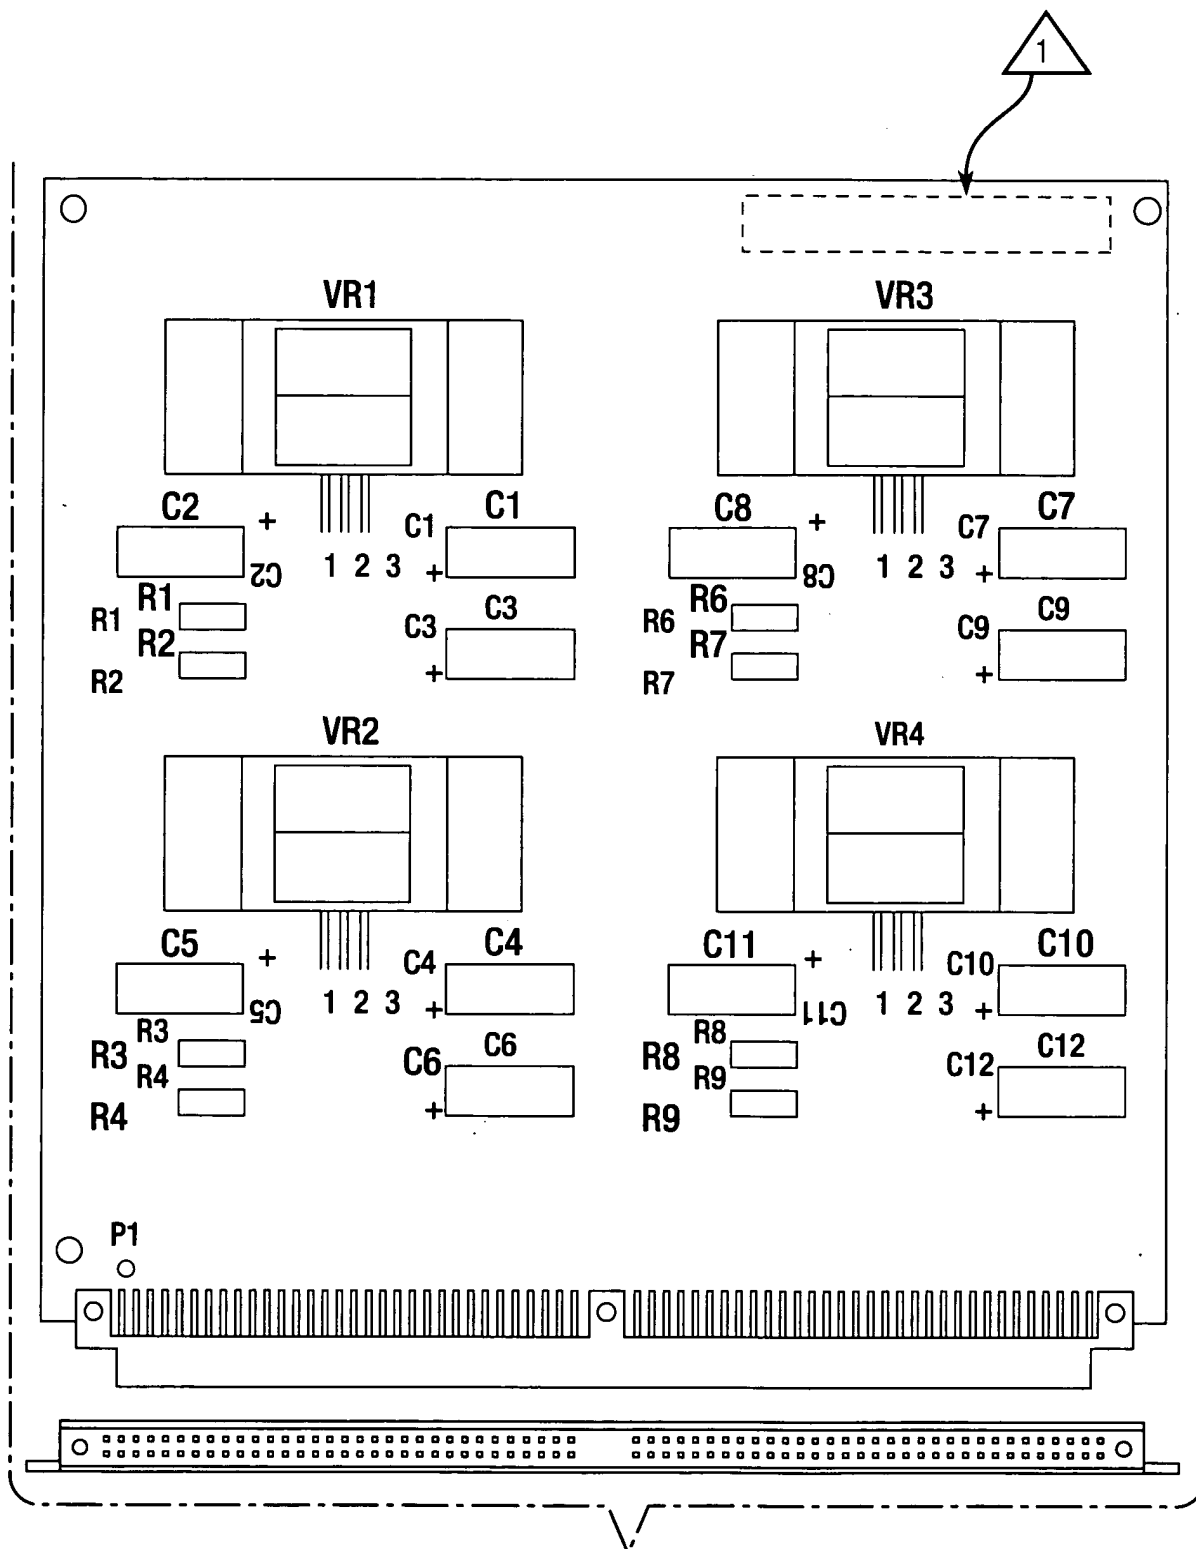 1
VR1 VR3
C2 + C1 C1 C8 + C7 C7
C2 1 2 3 + C8 1 2 3 +
R1 C3 R6 C9
R1 C3 R6 C9
R2 + R7 +
R2 R7
VR2 VR4
C5 + C4 C4 C11 + C10 C10
C5 1 2 3 + C11 1 2 3 +
R3 C6 R8 C12
R3 C6 R8 C12
R4 R9
R4 + R9 +
P1